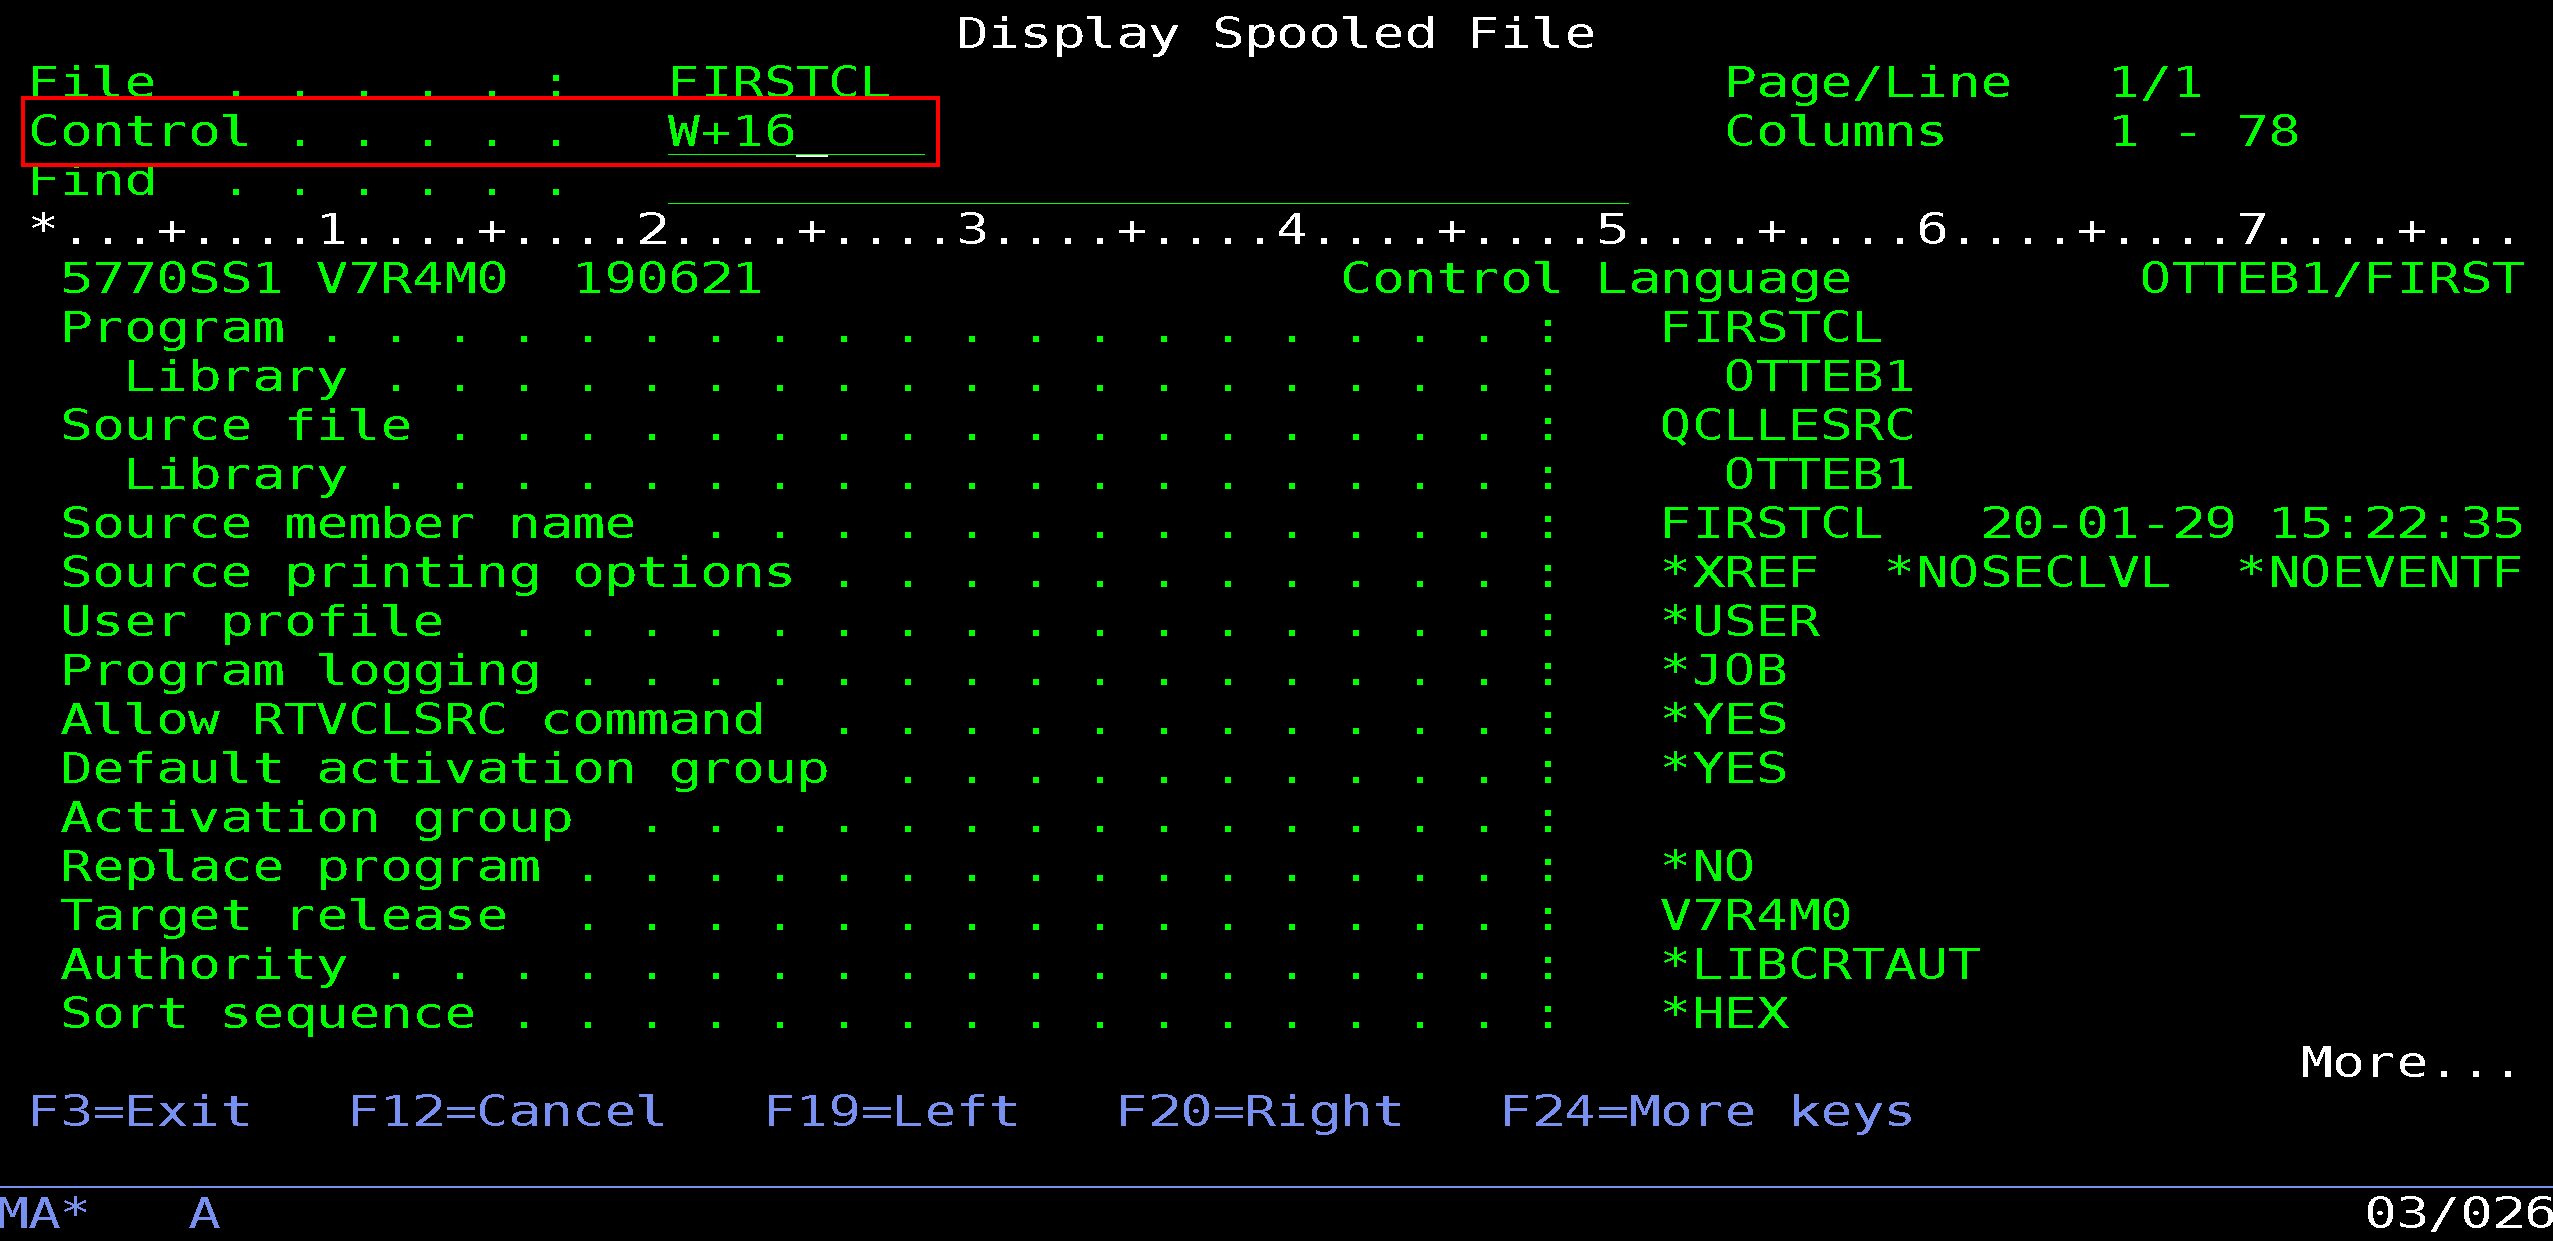 Display Spooled File
File  . . . . . :   FIRSTCL                          Page/Line   1/1
Control . . . . .   W+16_                            Columns     1 - 78
Find  . . . . . .
*...+....1....+....2....+....3....+....4....+....5....+....6....+....7....+...
5770SS1 V7R4M0  190621                  Control Language         OTTEB1/FIRST
Program . . . . . . . . . . . . . . . . . . . :   FIRSTCL
  Library . . . . . . . . . . . . . . . . . . :     OTTEB1
Source file . . . . . . . . . . . . . . . . . :   QCLLESRC
  Library . . . . . . . . . . . . . . . . . . :     OTTEB1
Source member name  . . . . . . . . . . . . . :   FIRSTCL   20-01-29 15:22:35
Source printing options . . . . . . . . . . . :   *XREF  *NOSECLVL  *NOEVENTF
User profile  . . . . . . . . . . . . . . . . :   *USER
Program logging . . . . . . . . . . . . . . . :   *JOB
Allow RTVCLSRC command  . . . . . . . . . . . :   *YES
Default activation group  . . . . . . . . . . :   *YES
Activation group  . . . . . . . . . . . . . . :
Replace program . . . . . . . . . . . . . . . :   *NO
Target release  . . . . . . . . . . . . . . . :   V7R4M0
Authority . . . . . . . . . . . . . . . . . . :   *LIBCRTAUT
Sort sequence . . . . . . . . . . . . . . . . :   *HEX
More...
F3=Exit   F12=Cancel   F19=Left   F20=Right   F24=More keys
MA*   A   03/026